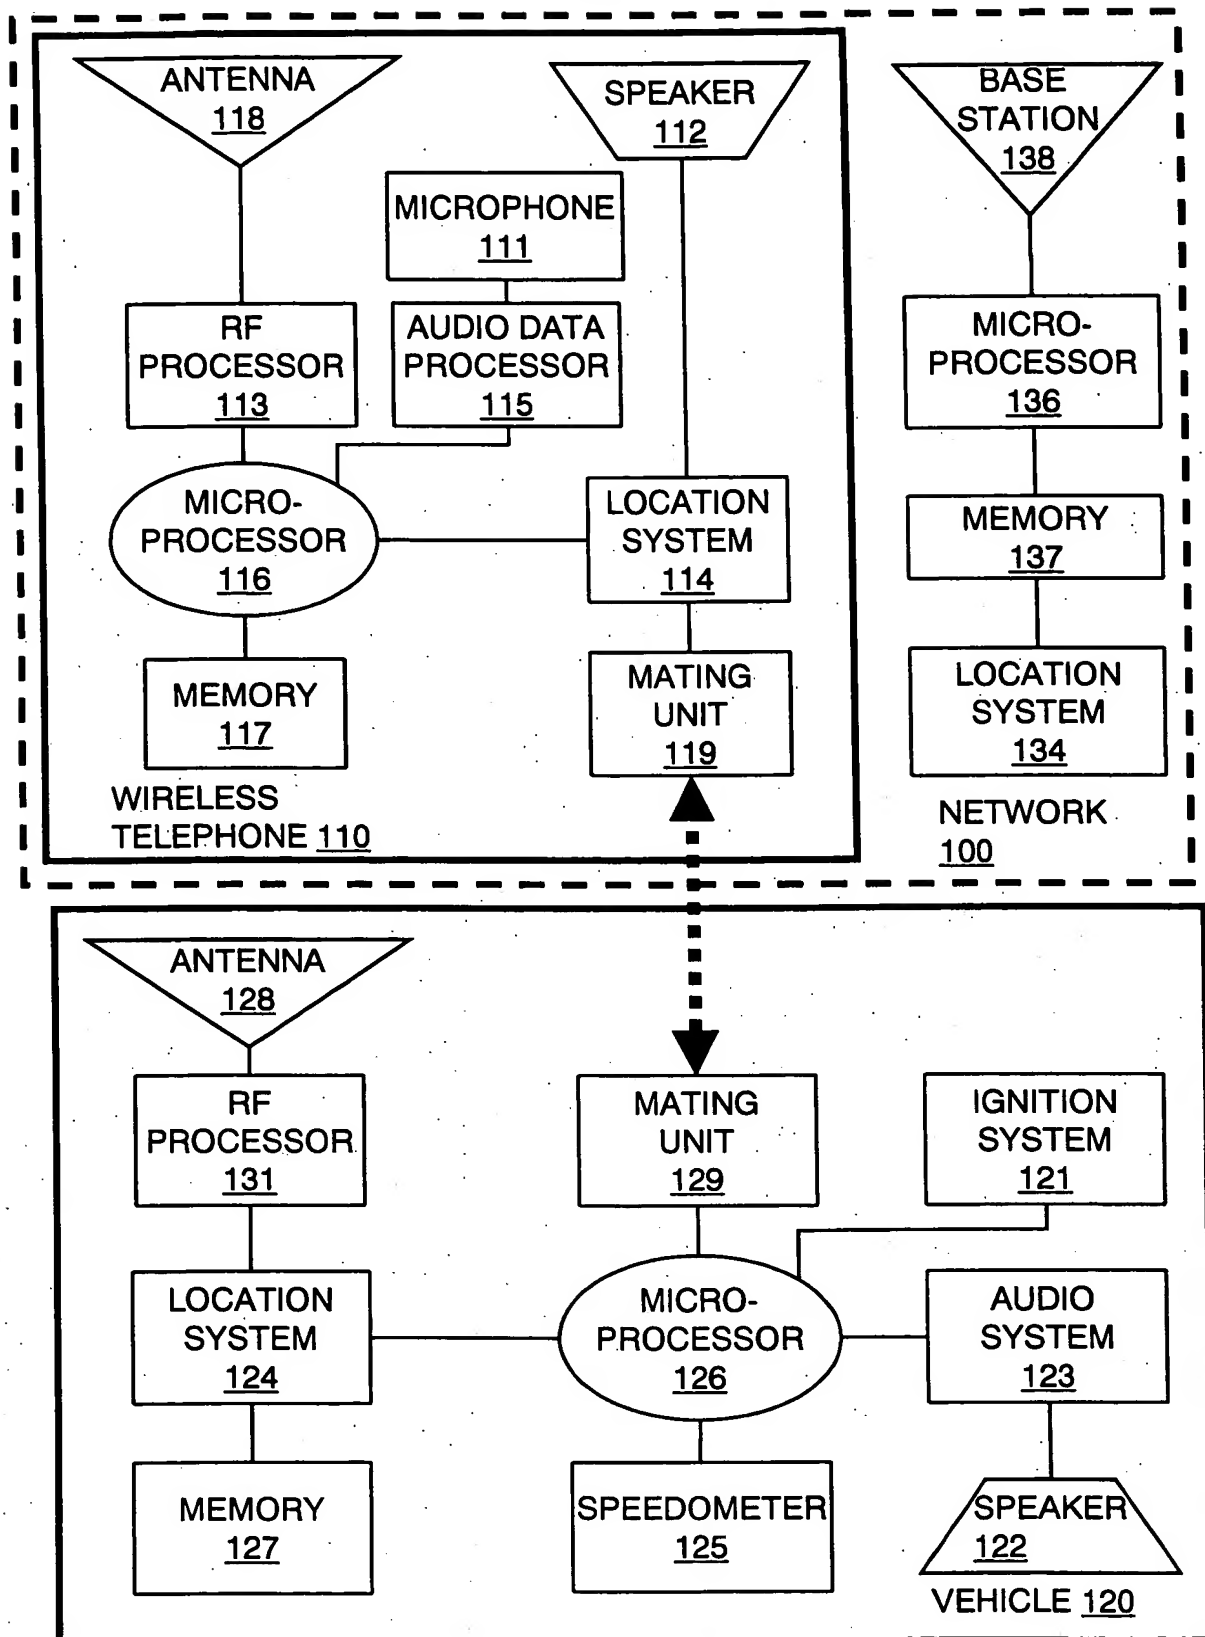 ANTENNA
118
SPEAKER
112
BASE
STATION
138
MICROPHONE
111
RF
PROCESSOR
113
AUDIO DATA
PROCESSOR
115
MICRO-
PROCESSOR
136
MICRO-
PROCESSOR
116
LOCATION
SYSTEM
114
MEMORY
137
MEMORY
117
MATING
UNIT
119
LOCATION
SYSTEM
134
WIRELESS
TELEPHONE 110
NETWORK
100
ANTENNA
128
RF
PROCESSOR
131
MATING
UNIT
129
IGNITION
SYSTEM
121
LOCATION
SYSTEM
124
MICRO-
PROCESSOR
126
AUDIO
SYSTEM
123
MEMORY
127
SPEEDOMETER
125
SPEAKER
122
VEHICLE 120